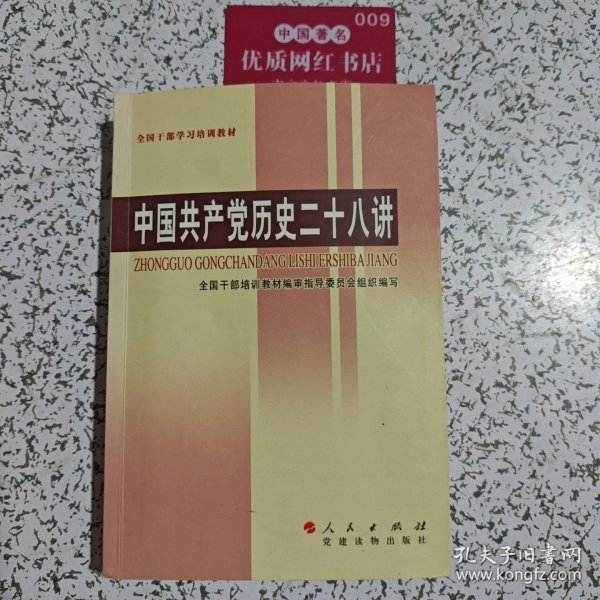 009
中国著名
优质网红书店
全国干部学习培训教材
中国共产党历史二十八讲
ZHONGGUO GONGCHANDANG LISHI ERSHIBA JIANG
全国干部培训教材编审指导委员会组织编写
人民出版社
党建读物出版社
孔夫子旧书网
www.kongfz.com